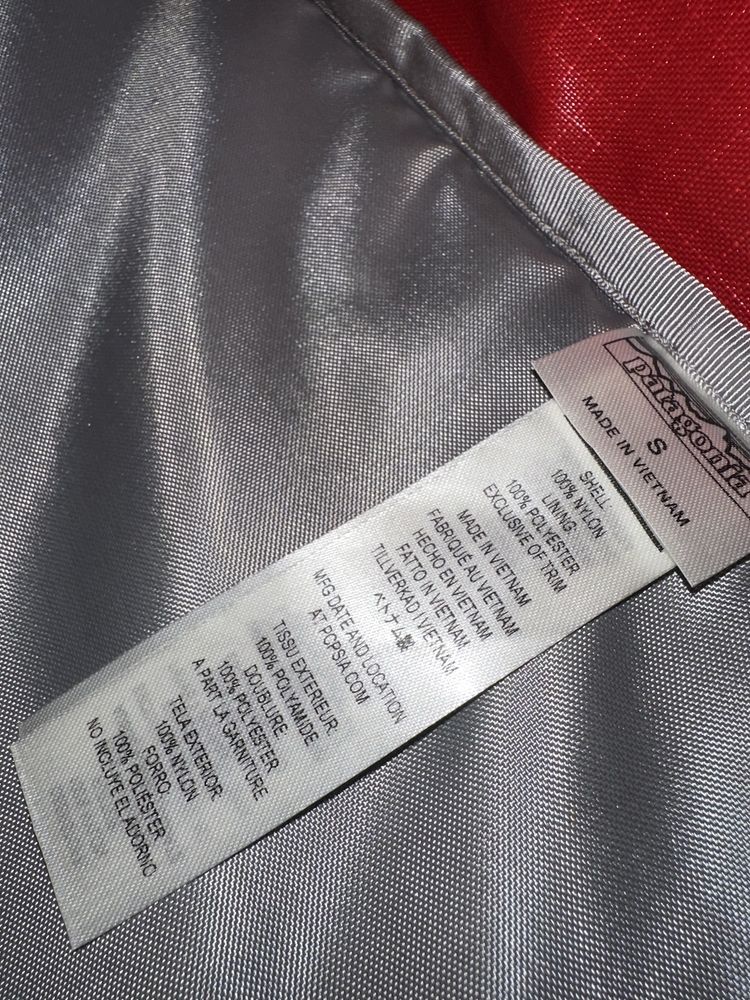 patagonia
S
MADE IN VIETNAM
SHELL:
100% NYLON
LINING:
100% POLYESTER
EXCLUSIVE OF TRIM
MADE IN VIETNAM
FABRIQUÉ AU VIETNAM
HECHO EN VIETNAM
FATTO IN VIETNAM
TILLVERKAD I VIETNAM
ベトナム製
MFG DATE AND LOCATION
AT PCPSIA.COM
TISSU EXTERIEUR:
100% POLYAMIDE
DOUBLURE:
100% POLYESTER
A PART LA GARNITURE
TELA EXTERIOR:
100% NYLON
FORRO:
100% POLIÉSTER
NO INCLUYE EL ADORNO